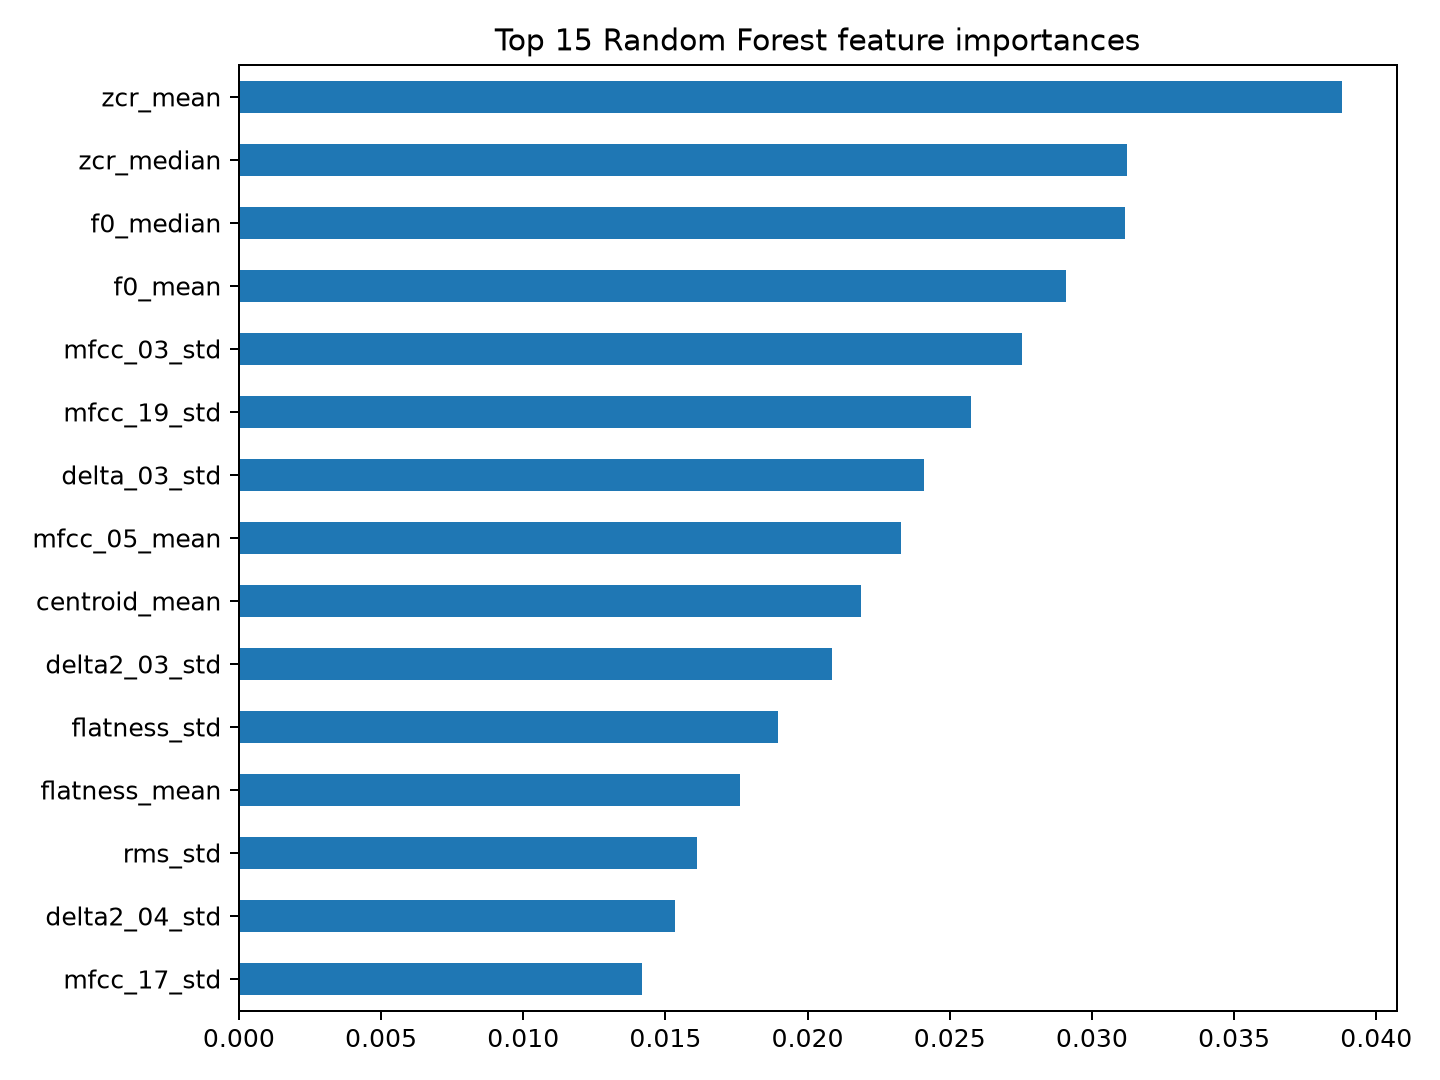 Top 15 Random Forest feature importances
zcr_mean
zcr_median
f0_median
f0_mean
mfcc_03_std
mfcc_19_std
delta_03_std
mfcc_05_mean
centroid_mean
delta2_03_std
flatness_std
flatness_mean
rms_std
delta2_04_std
mfcc_17_std
0.000 0.005 0.010 0.015 0.020 0.025 0.030 0.035 0.040